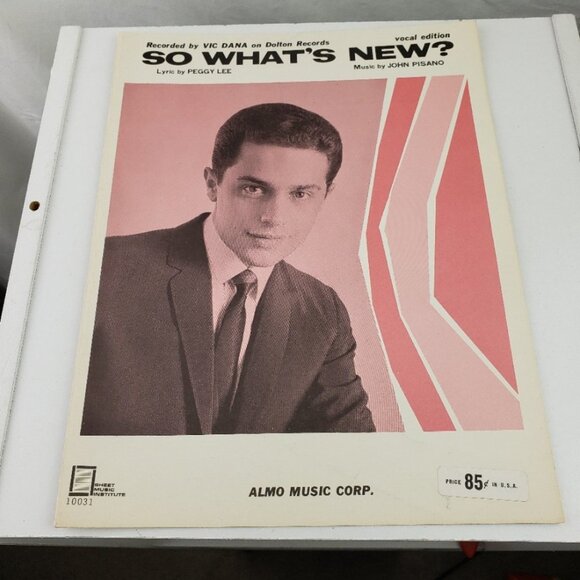 Recorded by VIC DANA on Dolton Records
vocal edition
SO WHAT'S NEW?
Lyric by PEGGY LEE
Music by JOHN PISANO
SHEET
MUSIC
INSTITUTE
10031
ALMO MUSIC CORP.
PRICE 85¢ IN U.S.A.